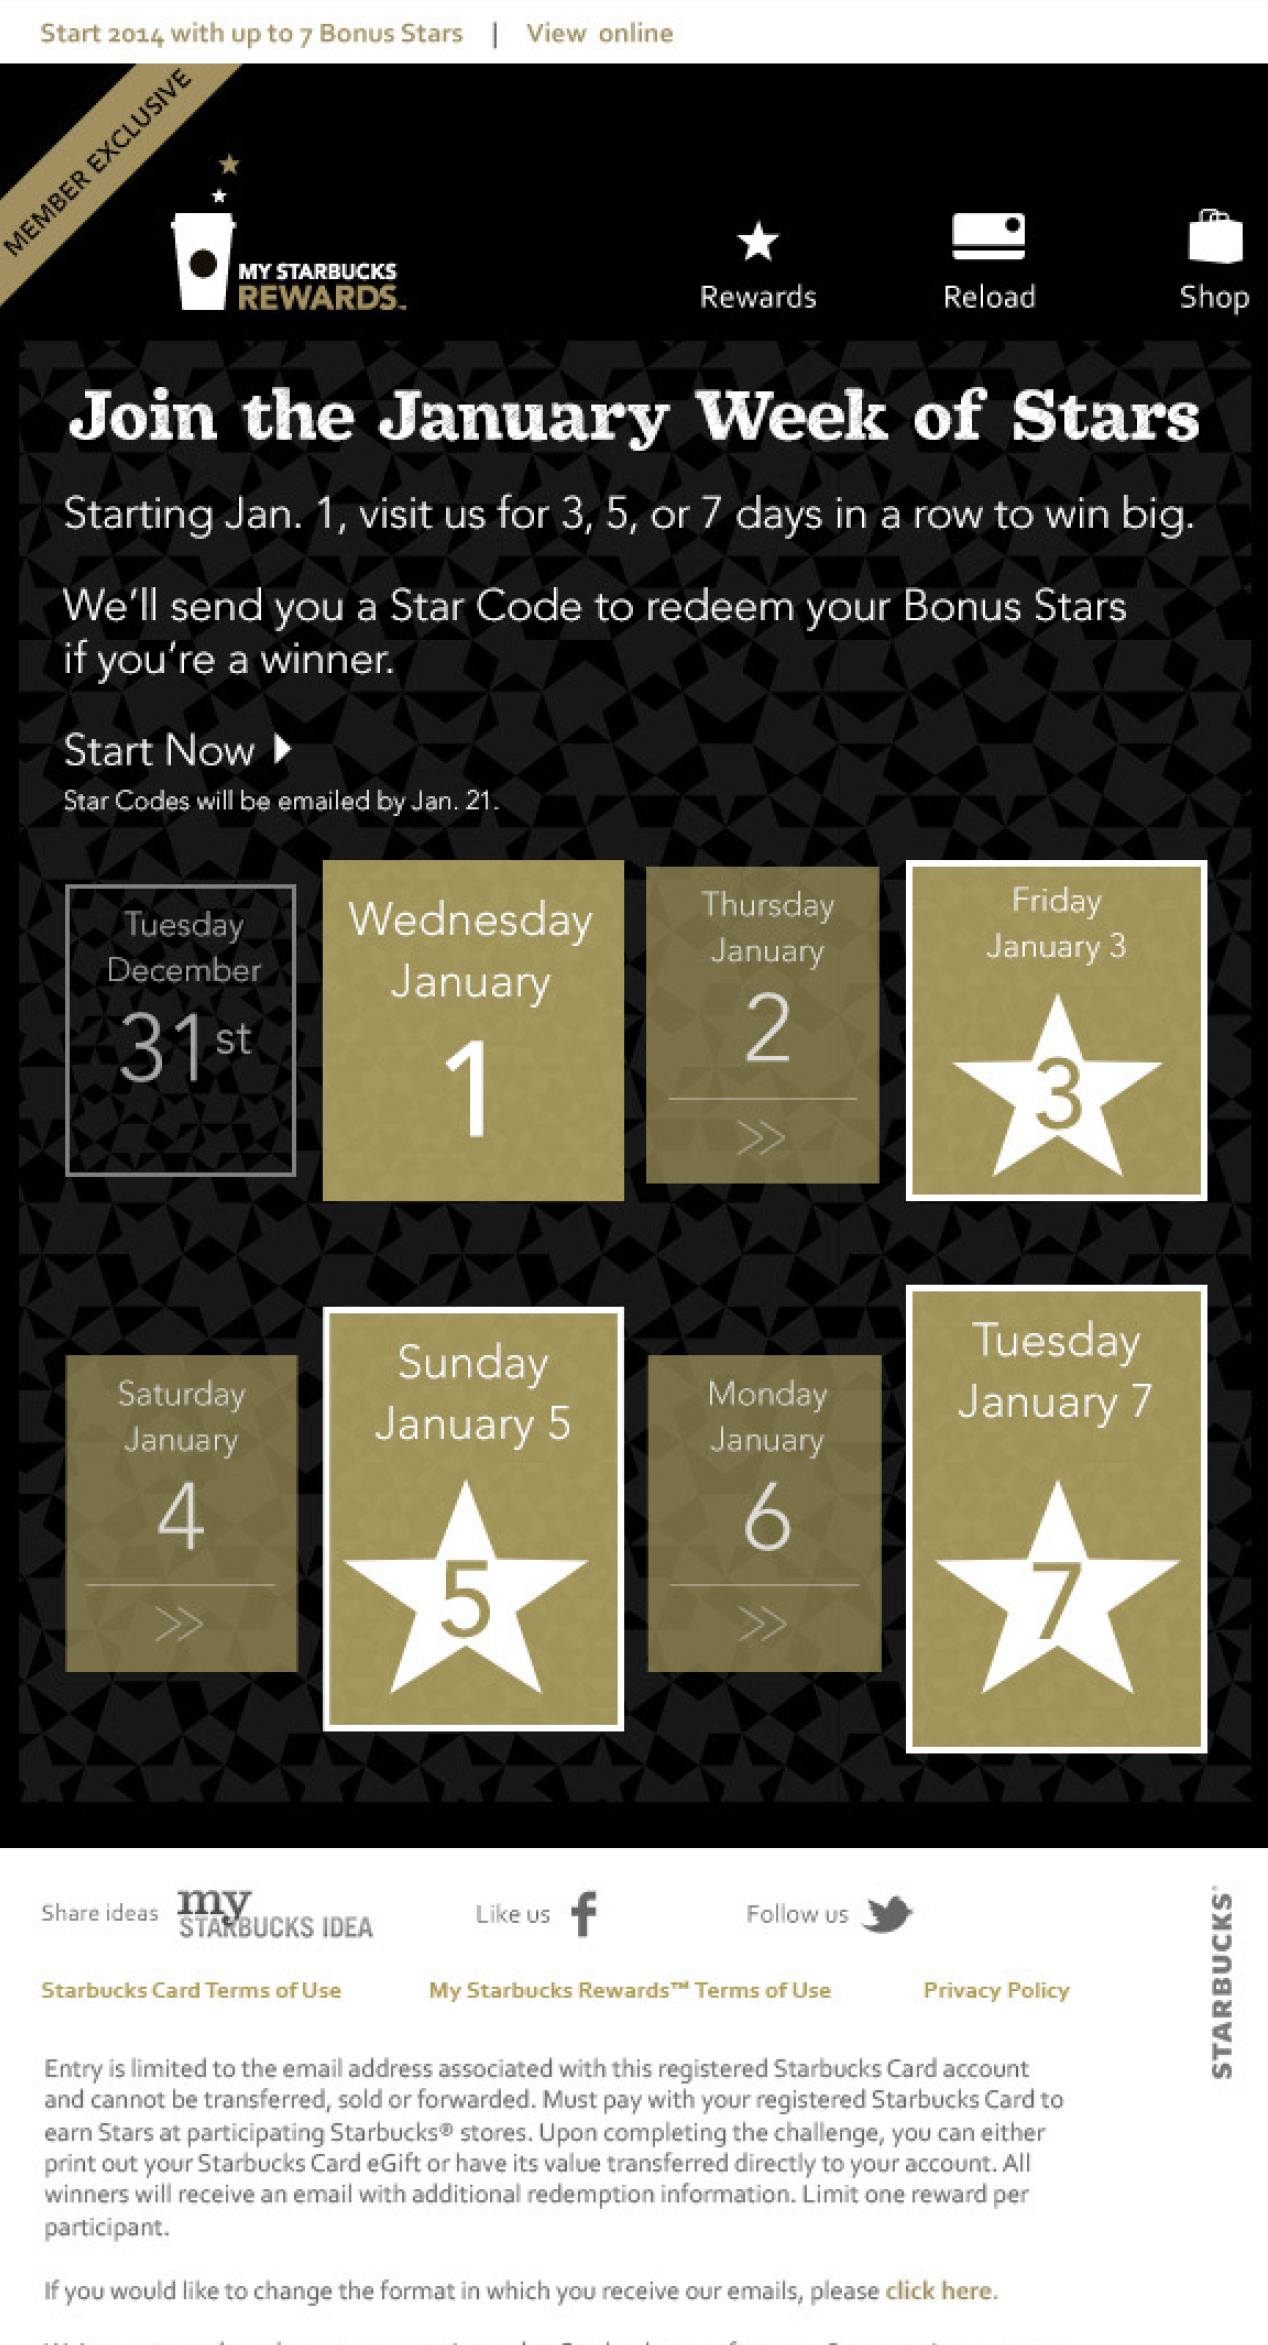 Start 2014 with up to 7 Bonus Stars | View online
MEMBER EXCLUSIVE
MY STARBUCKS
REWARDS™
Rewards
Reload
Shop
Join the January Week of Stars
Starting Jan. 1, visit us for 3, 5, or 7 days in a row to win big.
We'll send you a Star Code to redeem your Bonus Stars
if you're a winner.
Start Now
Star Codes will be emailed by Jan. 21.
Tuesday
December
31st
Wednesday
January
1
Thursday
January
2
Friday
January 3
3
Saturday
January
4
Sunday
January 5
5
Monday
January
6
Tuesday
January 7
7
Share ideas
my
STARBUCKS IDEA
Like us
Follow us
STARBUCKS
Starbucks Card Terms of Use
My Starbucks Rewards™ Terms of Use
Privacy Policy
Entry is limited to the email address associated with this registered Starbucks Card account
and cannot be transferred, sold or forwarded. Must pay with your registered Starbucks Card to
earn Stars at participating Starbucks® stores. Upon completing the challenge, you can either
print out your Starbucks Card eGift or have its value transferred directly to your account. All
winners will receive an email with additional redemption information. Limit one reward per
participant.
If you would like to change the format in which you receive our emails, please click here.